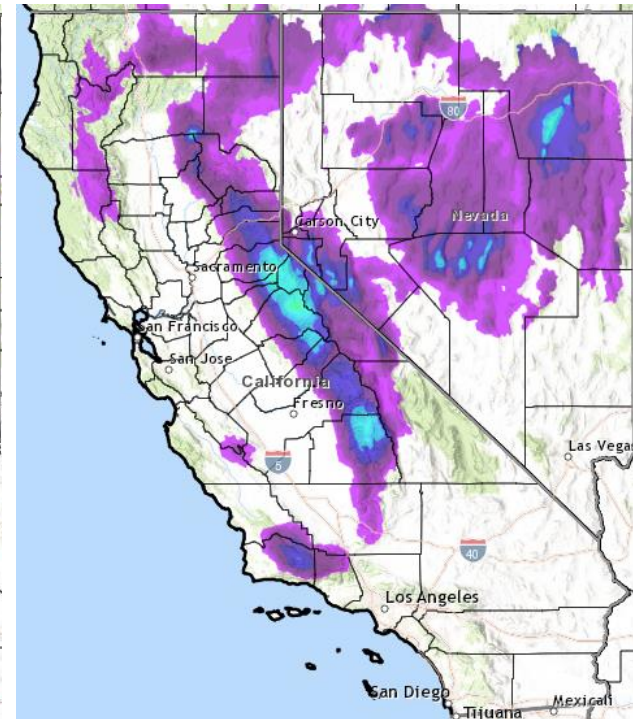 80
Nevada
Carson City
Sacramento
San Francisco
San Jose
California
Fresno
5
Las Vegas
40
Los Angeles
San Diego
Tijuana
Mexicali